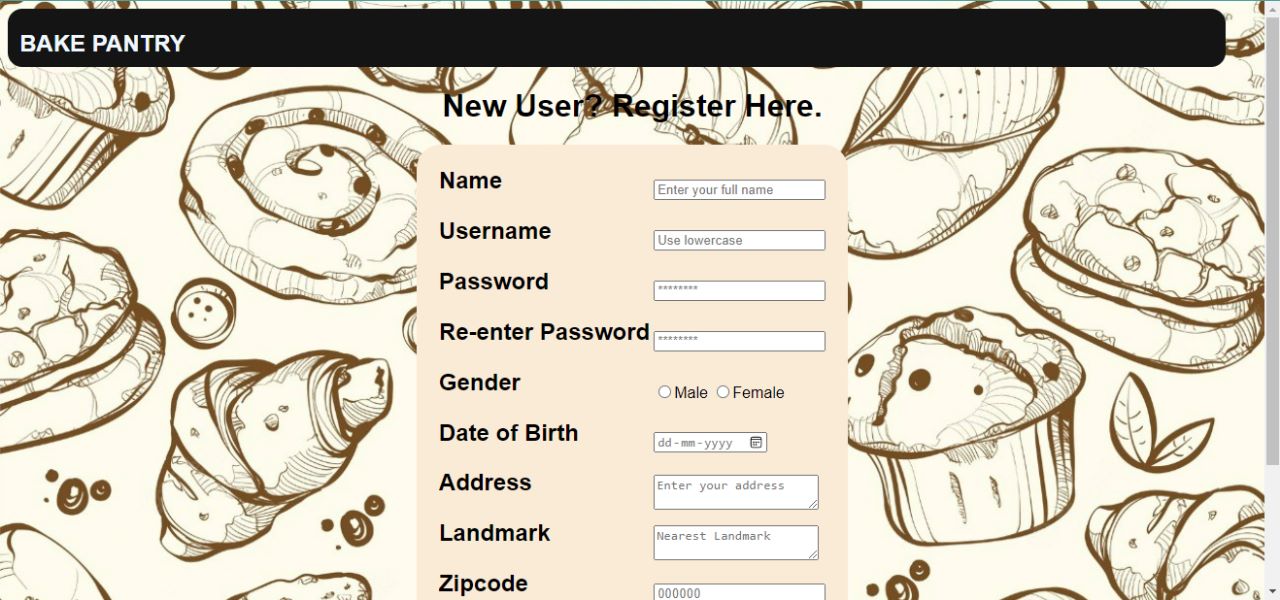 BAKE PANTRY
New User? Register Here.
Name Enter your full name
Username Use lowercase
Password ********
Re-enter Password ********
Gender Male Female
Date of Birth dd-mm-yyyy
Address Enter your address
Landmark Nearest Landmark
Zipcode 000000